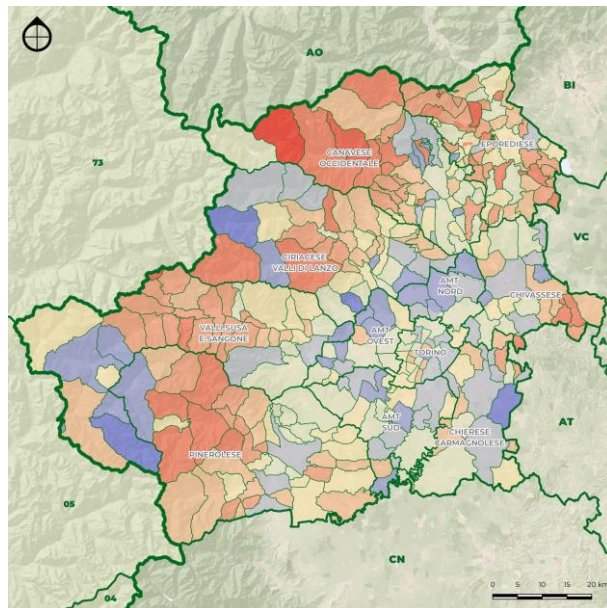 AO
BI
73
CANAVESE
OCCIDENTALE
EPOREDIESE
VC
CIRIACESE
VALLI DI LANZO
AMT
NORD
CHIVASSESE
VALLI SUSA
E SANGONE
AMT
OVEST
TORINO
A
AT
AMT
SUD
CHIERESE
CARMAGNOLESE
PINEROLESE
05
CN
04
0 5 10 15 20 km